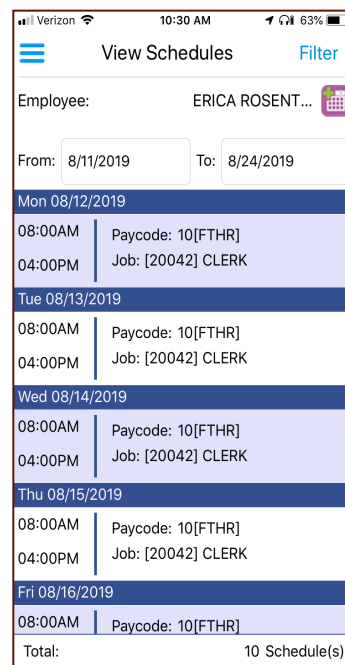 Verizon 10:30 AM 63%
View Schedules Filter
Employee: ERICA ROSENT...
From: 8/11/2019 To: 8/24/2019
Mon 08/12/2019
08:00AM Paycode: 10[FTHR]
04:00PM Job: [20042] CLERK
Tue 08/13/2019
08:00AM Paycode: 10[FTHR]
04:00PM Job: [20042] CLERK
Wed 08/14/2019
08:00AM Paycode: 10[FTHR]
04:00PM Job: [20042] CLERK
Thu 08/15/2019
08:00AM Paycode: 10[FTHR]
04:00PM Job: [20042] CLERK
Fri 08/16/2019
08:00AM Paycode: 10[FTHR]
Total: 10 Schedule(s)